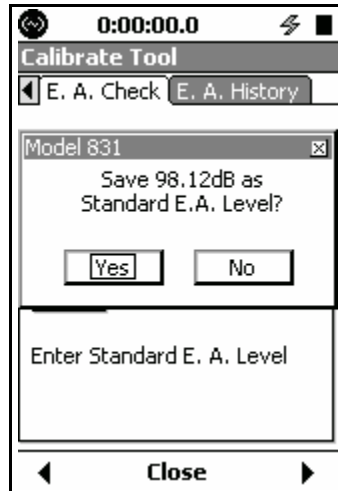 0:00:00.0
Calibrate Tool
E. A. Check E. A. History
Model 831
Save 98.12dB as
Standard E.A. Level?
Yes No
Enter Standard E. A. Level
Close